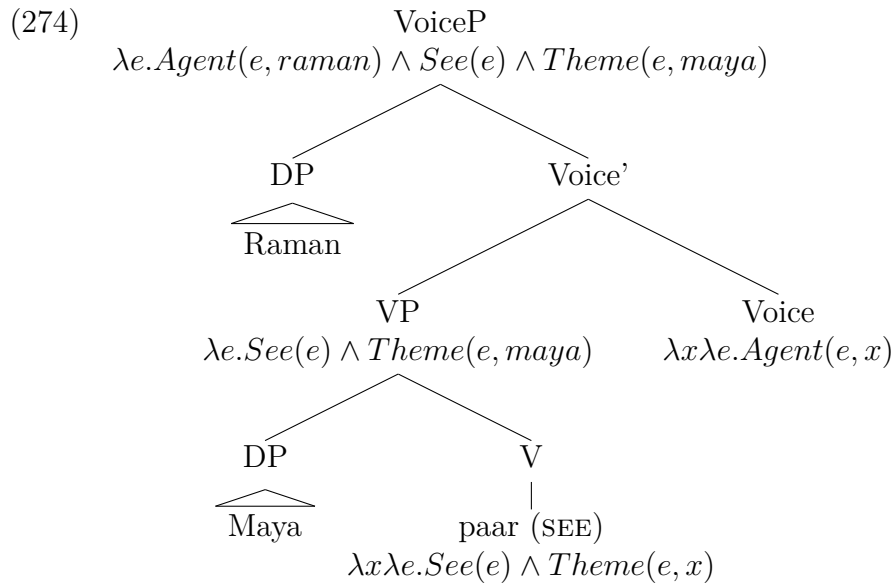 (274) VoiceP
λe.Agent(e, raman) ∧ See(e) ∧ Theme(e, maya)
DP Voice'
Raman
VP Voice
λe.See(e) ∧ Theme(e, maya) λxλe.Agent(e, x)
DP V
Maya paar (SEE)
λxλe.See(e) ∧ Theme(e, x)